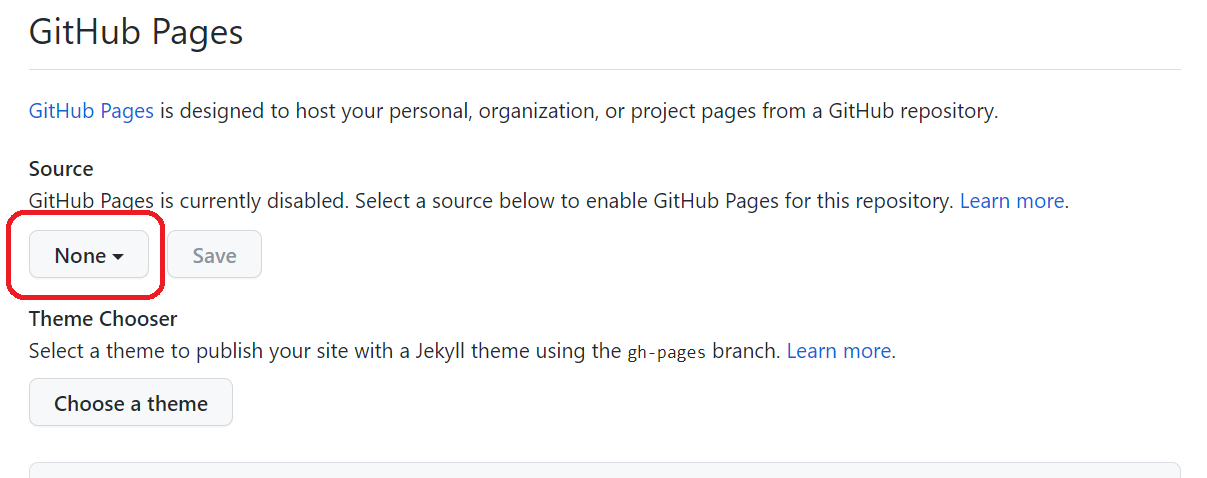 GitHub Pages
GitHub Pages is designed to host your personal, organization, or project pages from a GitHub repository.
Source
GitHub Pages is currently disabled. Select a source below to enable GitHub Pages for this repository. Learn more.
None Save
Theme Chooser
Select a theme to publish your site with a Jekyll theme using the gh-pages branch. Learn more.
Choose a theme